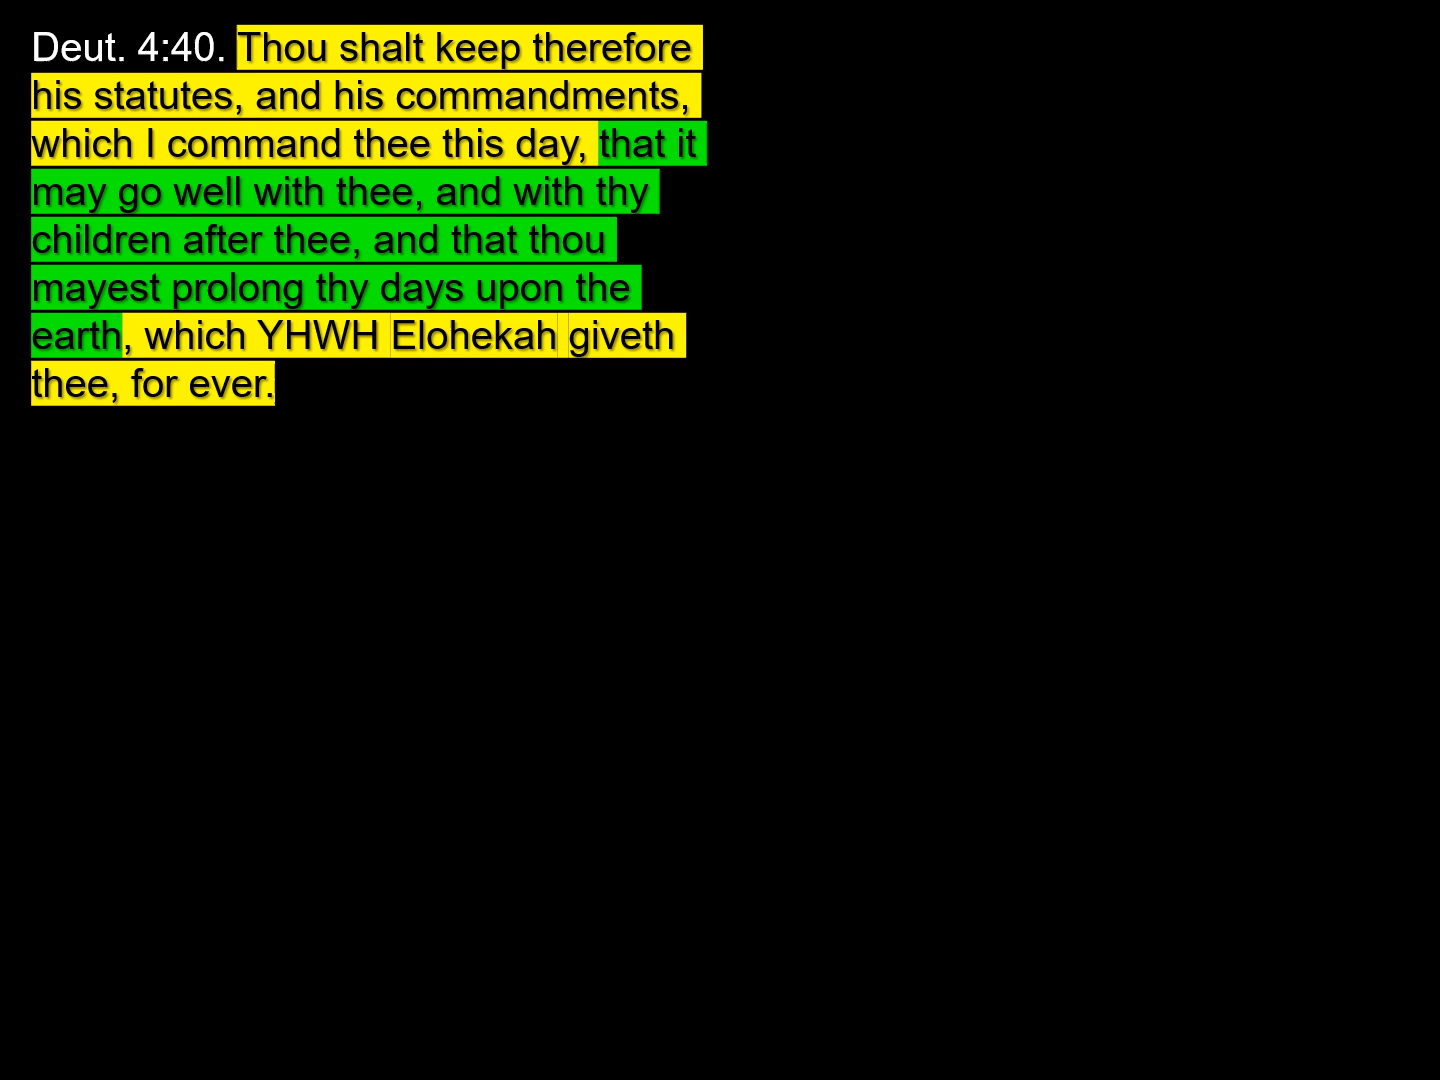 Deut. 4:40. Thou shalt keep therefore
his statutes, and his commandments,
which I command thee this day, that it
may go well with thee, and with thy
children after thee, and that thou
mayest prolong thy days upon the
earth, which YHWH Elohekah giveth
thee, for ever.